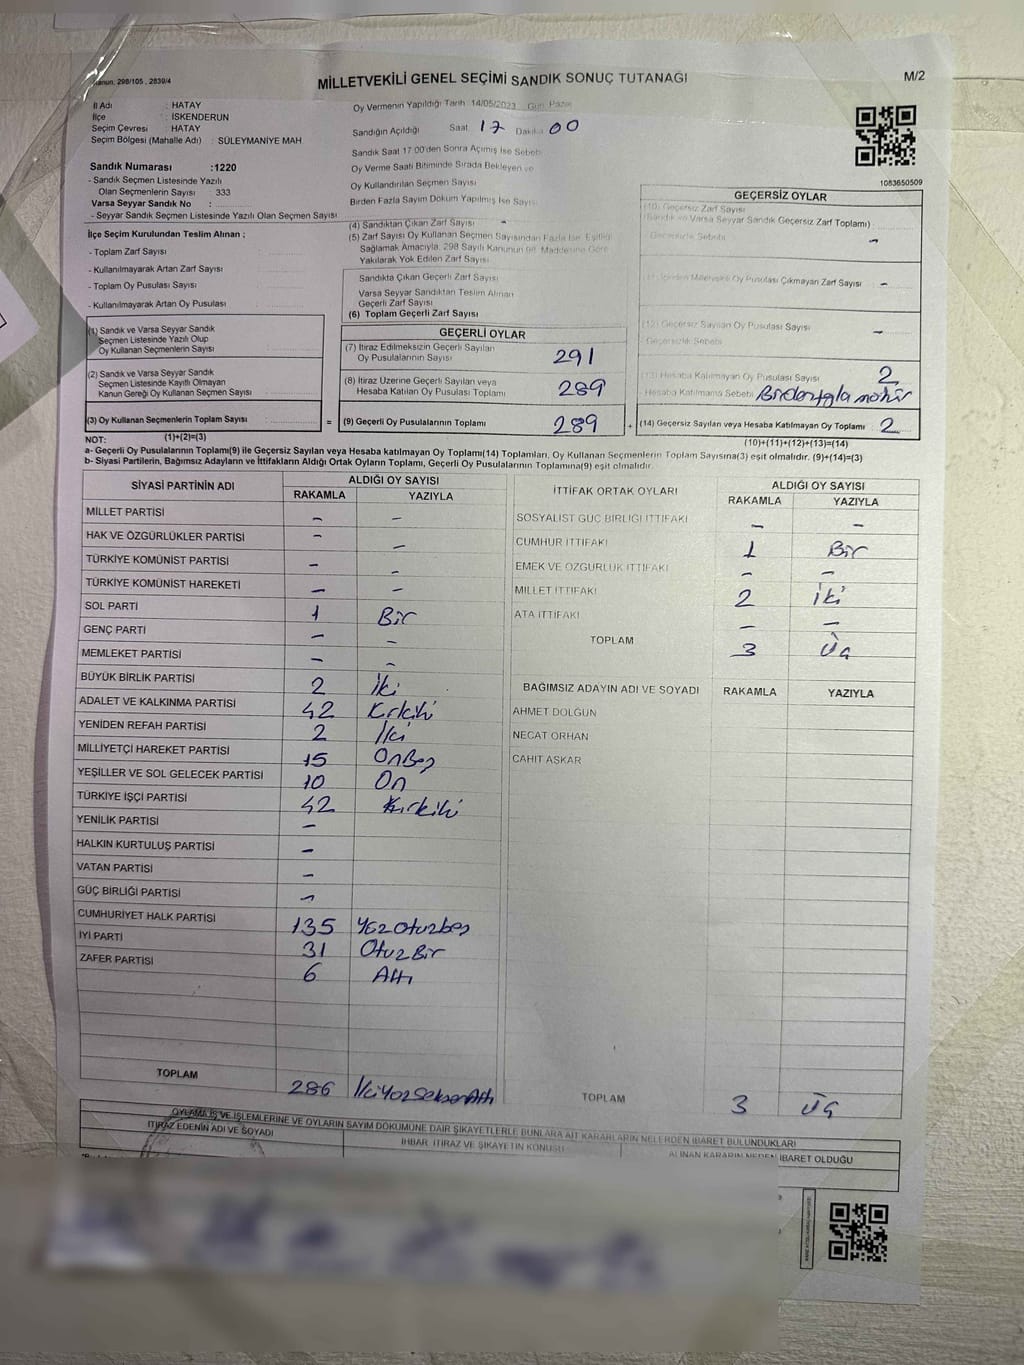 Kanun: 298/105 , 2839/4
MİLLETVEKİLİ GENEL SEÇİMİ SANDIK SONUÇ TUTANAĞI
M/2
İl Adı : HATAY
İlçe : İSKENDERUN
Seçim Çevresi : HATAY
Seçim Bölgesi (Mahalle Adı) : SÜLEYMANİYE MAH
Sandık Numarası :1220
- Sandık Seçmen Listesinde Yazılı
Olan Seçmenlerin Sayısı : 333
Varsa Seyyar Sandık No :
- Seyyar Sandık Seçmen Listesinde Yazılı Olan Seçmen Sayısı
İlçe Seçim Kurulundan Teslim Alınan ;
- Toplam Zarf Sayısı
- Kullanılmayarak Artan Zarf Sayısı
- Toplam Oy Pusulası Sayısı
- Kullanılmayarak Artan Oy Pusulası
(1) Sandık ve Varsa Seyyar Sandık
Seçmen Listesinde Yazılı Olup
Oy Kullanan Seçmenlerin Sayısı
(2) Sandık ve Varsa Seyyar Sandık
Seçmen Listesinde Kayıtlı Olmayan
Kanun Gereği Oy Kullanan Seçmen Sayısı
(3) Oy Kullanan Seçmenlerin Toplam Sayısı =
(1)+(2)=(3)
Oy Vermenin Yapıldığı Tarih 14/05/2023 Gün Pazar
Sandığın Açıldığı Saat 17 Dakika 00
Sandık Saat 17:00'den Sonra Açımış İse Sebebi
Oy Verme Saati Bitiminde Sırada Bekleyen ve
Oy Kullandırılan Seçmen Sayısı
Birden Fazla Sayım Döküm Yapılmış İse Sayısı
(4) Sandıktan Çıkan Zarf Sayısı -
(5) Zarf Sayısı Oy Kullanan Seçmen Sayısından Fazla İse, Eşitliği
Sağlamak Amacıyla, 298 Sayılı Kanunun 98. Maddesine Göre
Yakılarak Yok Edilen Zarf Sayısı
Sandıkta Çıkan Geçerli Zarf Sayısı
Varsa Seyyar Sandıktan Teslim Alınan
Geçerli Zarf Sayısı
(6) Toplam Geçerli Zarf Sayısı
GEÇERLİ OYLAR
(7) İtiraz Edilmeksizin Geçerli Sayılan
Oy Pusulalarının Sayısı 291
(8) İtiraz Üzerine Geçerli Sayılan veya
Hesaba Katılan Oy Pusulası Toplamı 289
(9) Geçerli Oy Pusulalarının Toplamı 289 +
1083650509
GEÇERSİZ OYLAR
(10) Geçersiz Zarf Sayısı
(Sandık ve Varsa Seyyar Sandık Geçersiz Zarf Toplamı) : -
Geçersizlik Sebebi
Çıkmayan Zarf Sayısı -
(12) Geçersiz Sayılan Oy Pusulası Sayısı -
Geçersizlik Sebebi
(13) Hesaba Katılmayan Oy Pusulası Sayısı 2
Hesaba Katılmama Sebebi Birden fazla mühür
(14) Geçersiz Sayılan veya Hesaba Katılmayan Oy Toplamı 2
(10)+(11)+(12)+(13)=(14)
NOT:
a- Geçerli Oy Pusulalarının Toplamı(9) ile Geçersiz Sayılan veya Hesaba katılmayan Oy Toplamı(14) Toplamları, Oy Kullanan Seçmenlerin Toplam Sayısına(3) eşit olmalıdır. (9)+(14)=(3)
b- Siyasi Partilerin, Bağımsız Adayların ve İttifakların Aldığı Ortak Oyların Toplamı, Geçerli Oy Pusulalarının Toplamına(9) eşit olmalıdır.
SİYASİ PARTİNİN ADI ALDIĞI OY SAYISI
RAKAMLA YAZIYLA
MİLLET PARTİSİ - -
HAK VE ÖZGÜRLÜKLER PARTİSİ - -
TÜRKİYE KOMÜNİST PARTİSİ - -
TÜRKİYE KOMÜNİST HAREKETİ - -
SOL PARTİ 1 Bir
GENÇ PARTİ - -
MEMLEKET PARTİSİ - -
BÜYÜK BİRLİK PARTİSİ 2 İki
ADALET VE KALKINMA PARTİSİ 42 Kırkiki
YENİDEN REFAH PARTİSİ 2 İki
MİLLİYETÇİ HAREKET PARTİSİ 15 OnBeş
YEŞİLLER VE SOL GELECEK PARTİSİ 10 On
TÜRKİYE İŞÇİ PARTİSİ 42 Kırkiki
YENİLİK PARTİSİ -
HALKIN KURTULUŞ PARTİSİ -
VATAN PARTİSİ -
GÜÇ BİRLİĞİ PARTİSİ -
CUMHURİYET HALK PARTİSİ 135 Yüzotuzbeş
İYİ PARTİ 31 OtuzBir
ZAFER PARTİSİ 6 Altı
TOPLAM 286 İkiYüzSeksenAltı
İTTİFAK ORTAK OYLARI ALDIĞI OY SAYISI
RAKAMLA YAZIYLA
SOSYALİST GÜÇ BİRLİĞİ İTTİFAKI - -
CUMHUR İTTİFAKI 1 Bir
EMEK VE ÖZGÜRLÜK İTTİFAKI - -
MİLLET İTTİFAKI 2 İki
ATA İTTİFAKI - -
TOPLAM 3 Üç
BAĞIMSIZ ADAYIN ADI VE SOYADI RAKAMLA YAZIYLA
AHMET DOLĞUN
NECAT ORHAN
CAHİT AŞKAR
TOPLAM 3 Üç
OYLAMA İŞ VE İŞLEMLERİNE VE OYLARIN SAYIM DÖKÜMÜNE DAİR ŞİKAYETLERLE BUNLARA AİT KARARLARIN NELERDEN İBARET BULUNDUKLARI
İTİRAZ EDENİN ADI VE SOYADI
İHBAR, İTİRAZ VE ŞİKAYETİN KONUSU
ALINAN KARARIN NEDEN İBARET OLDUĞU